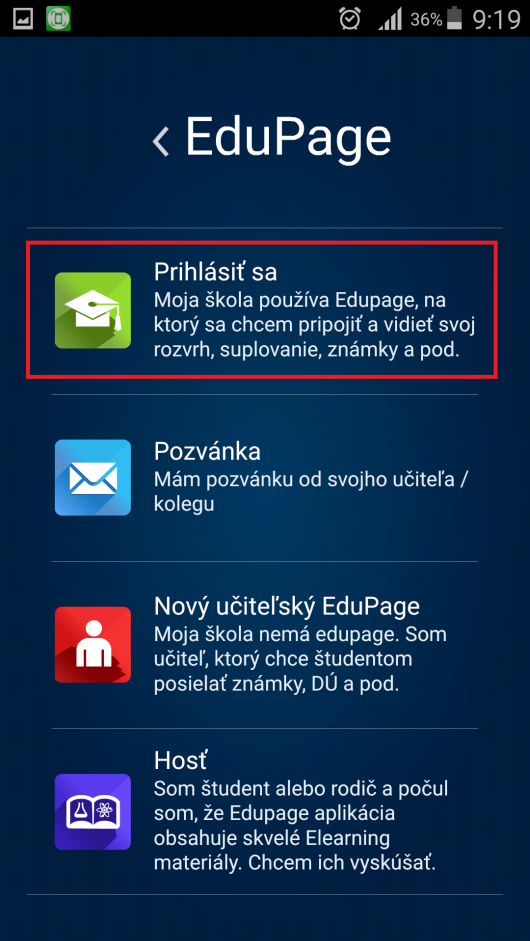 36% 9:19
EduPage
Prihlásiť sa
Moja škola používa Edupage, na
ktorý sa chcem pripojiť a vidieť svoj
rozvrh, suplovanie, známky a pod.
Pozvánka
Mám pozvánku od svojho učiteľa /
kolegu
Nový učiteľský EduPage
Moja škola nemá edupage. Som
učiteľ, ktorý chce študentom
posielať známky, DÚ a pod.
Hosť
Som študent alebo rodič a počul
som, že Edupage aplikácia
obsahuje skvelé Elearning
materiály. Chcem ich vyskúšať.